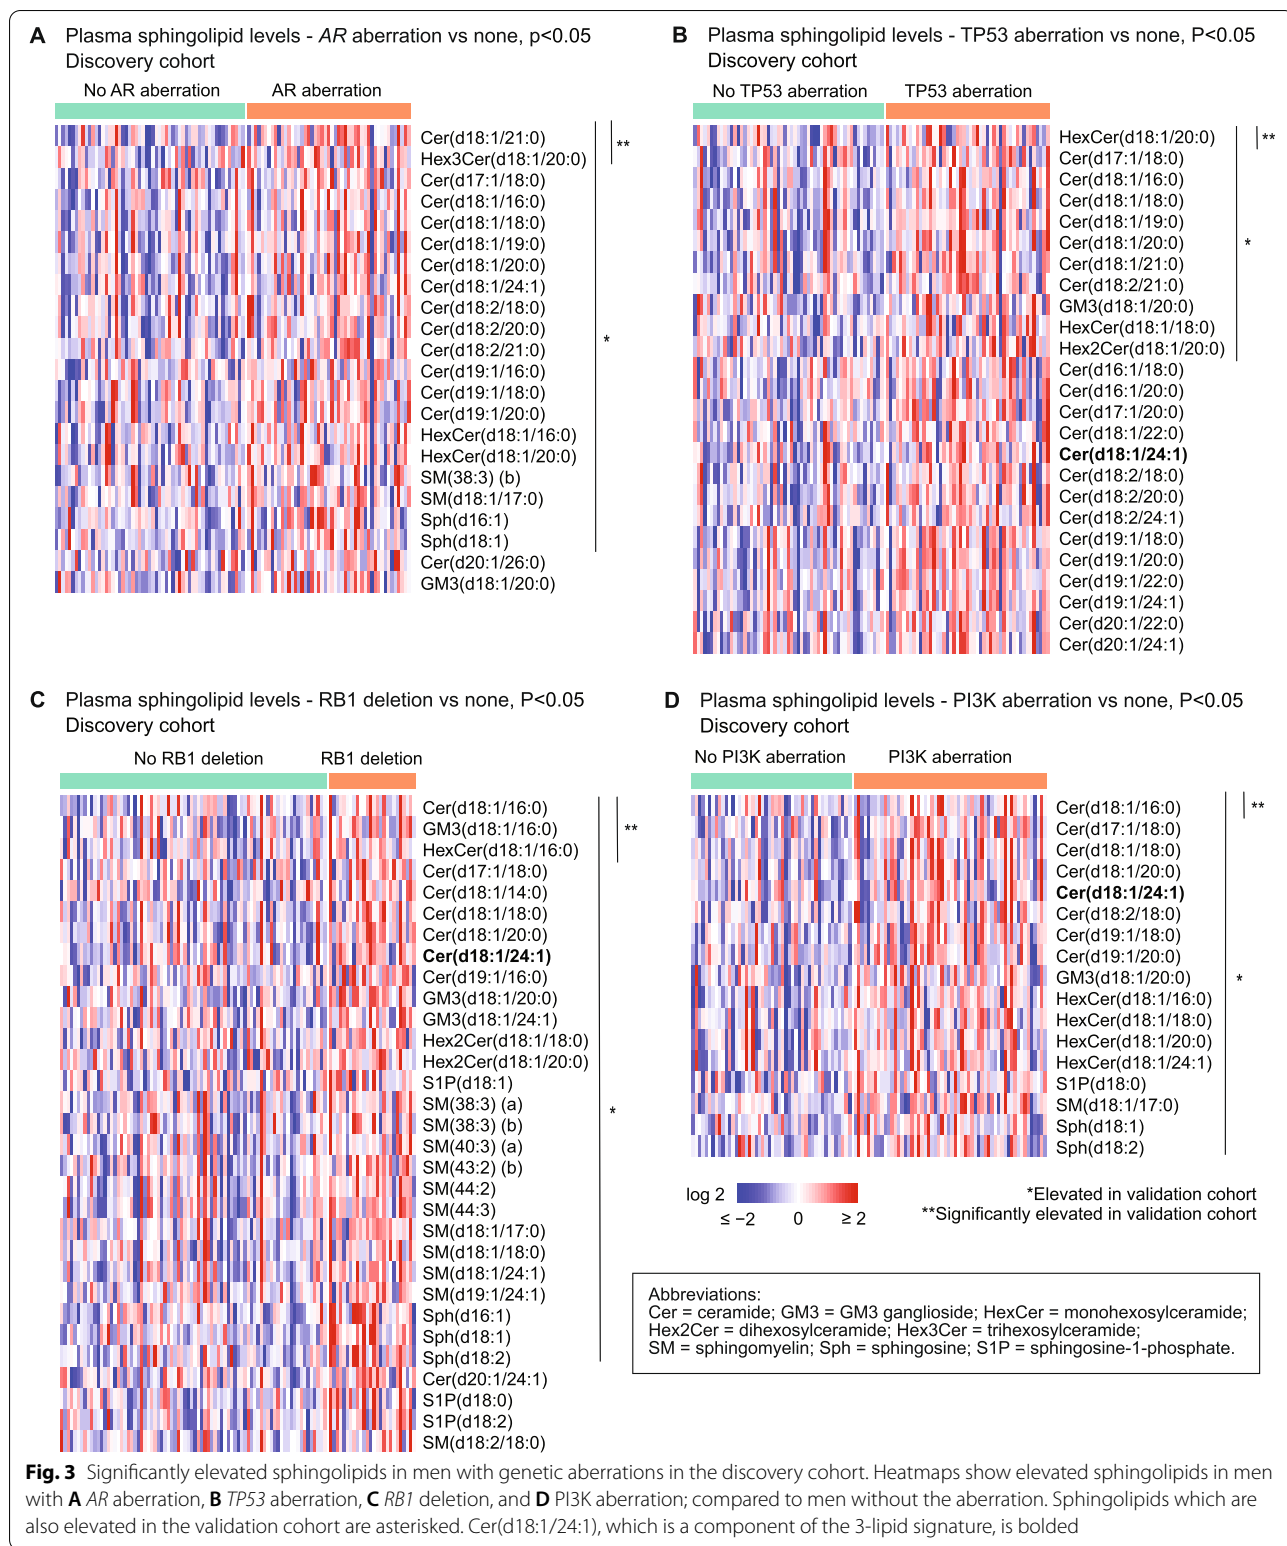 A Plasma sphingolipid levels - AR aberration vs none, p<0.05
Discovery cohort
No AR aberration AR aberration
Cer(d18:1/21:0)
Hex3Cer(d18:1/20:0)
Cer(d17:1/18:0)
Cer(d18:1/16:0)
Cer(d18:1/18:0)
Cer(d18:1/19:0)
Cer(d18:1/20:0)
Cer(d18:1/24:1)
Cer(d18:2/18:0)
Cer(d18:2/20:0)
Cer(d18:2/21:0)
Cer(d19:1/16:0)
Cer(d19:1/18:0)
Cer(d19:1/20:0)
HexCer(d18:1/16:0)
HexCer(d18:1/20:0)
SM(38:3) (b)
SM(d18:1/17:0)
Sph(d16:1)
Sph(d18:1)
Cer(d20:1/26:0)
GM3(d18:1/20:0)
**
*
B Plasma sphingolipid levels - TP53 aberration vs none, P<0.05
Discovery cohort
No TP53 aberration TP53 aberration
HexCer(d18:1/20:0)
Cer(d17:1/18:0)
Cer(d18:1/16:0)
Cer(d18:1/18:0)
Cer(d18:1/19:0)
Cer(d18:1/20:0)
Cer(d18:1/21:0)
Cer(d18:2/21:0)
GM3(d18:1/20:0)
HexCer(d18:1/18:0)
Hex2Cer(d18:1/20:0)
Cer(d16:1/18:0)
Cer(d16:1/20:0)
Cer(d17:1/20:0)
Cer(d18:1/22:0)
Cer(d18:1/24:1)
Cer(d18:2/18:0)
Cer(d18:2/20:0)
Cer(d18:2/24:1)
Cer(d19:1/18:0)
Cer(d19:1/20:0)
Cer(d19:1/22:0)
Cer(d19:1/24:1)
Cer(d20:1/22:0)
Cer(d20:1/24:1)
**
*
C Plasma sphingolipid levels - RB1 deletion vs none, P<0.05
Discovery cohort
No RB1 deletion RB1 deletion
Cer(d18:1/16:0)
GM3(d18:1/16:0)
HexCer(d18:1/16:0)
Cer(d17:1/18:0)
Cer(d18:1/14:0)
Cer(d18:1/18:0)
Cer(d18:1/20:0)
Cer(d18:1/24:1)
Cer(d19:1/16:0)
GM3(d18:1/20:0)
GM3(d18:1/24:1)
Hex2Cer(d18:1/18:0)
Hex2Cer(d18:1/20:0)
S1P(d18:1)
SM(38:3) (a)
SM(38:3) (b)
SM(40:3) (a)
SM(43:2) (b)
SM(44:2)
SM(44:3)
SM(d18:1/17:0)
SM(d18:1/18:0)
SM(d18:1/24:1)
SM(d19:1/24:1)
Sph(d16:1)
Sph(d18:1)
Sph(d18:2)
Cer(d20:1/24:1)
S1P(d18:0)
S1P(d18:2)
SM(d18:2/18:0)
**
*
D Plasma sphingolipid levels - PI3K aberration vs none, P<0.05
Discovery cohort
No PI3K aberration PI3K aberration
Cer(d18:1/16:0)
Cer(d17:1/18:0)
Cer(d18:1/18:0)
Cer(d18:1/20:0)
Cer(d18:1/24:1)
Cer(d18:2/18:0)
Cer(d19:1/18:0)
Cer(d19:1/20:0)
GM3(d18:1/20:0)
HexCer(d18:1/16:0)
HexCer(d18:1/18:0)
HexCer(d18:1/20:0)
HexCer(d18:1/24:1)
S1P(d18:0)
SM(d18:1/17:0)
Sph(d18:1)
Sph(d18:2)
**
*
log 2
≤ −2 0 ≥ 2
*Elevated in validation cohort
**Significantly elevated in validation cohort
Abbreviations:
Cer = ceramide; GM3 = GM3 ganglioside; HexCer = monohexosylceramide;
Hex2Cer = dihexosylceramide; Hex3Cer = trihexosylceramide;
SM = sphingomyelin; Sph = sphingosine; S1P = sphingosine-1-phosphate.
Fig. 3 Significantly elevated sphingolipids in men with genetic aberrations in the discovery cohort. Heatmaps show elevated sphingolipids in men
with A AR aberration, B TP53 aberration, C RB1 deletion, and D PI3K aberration; compared to men without the aberration. Sphingolipids which are
also elevated in the validation cohort are asterisked. Cer(d18:1/24:1), which is a component of the 3-lipid signature, is bolded